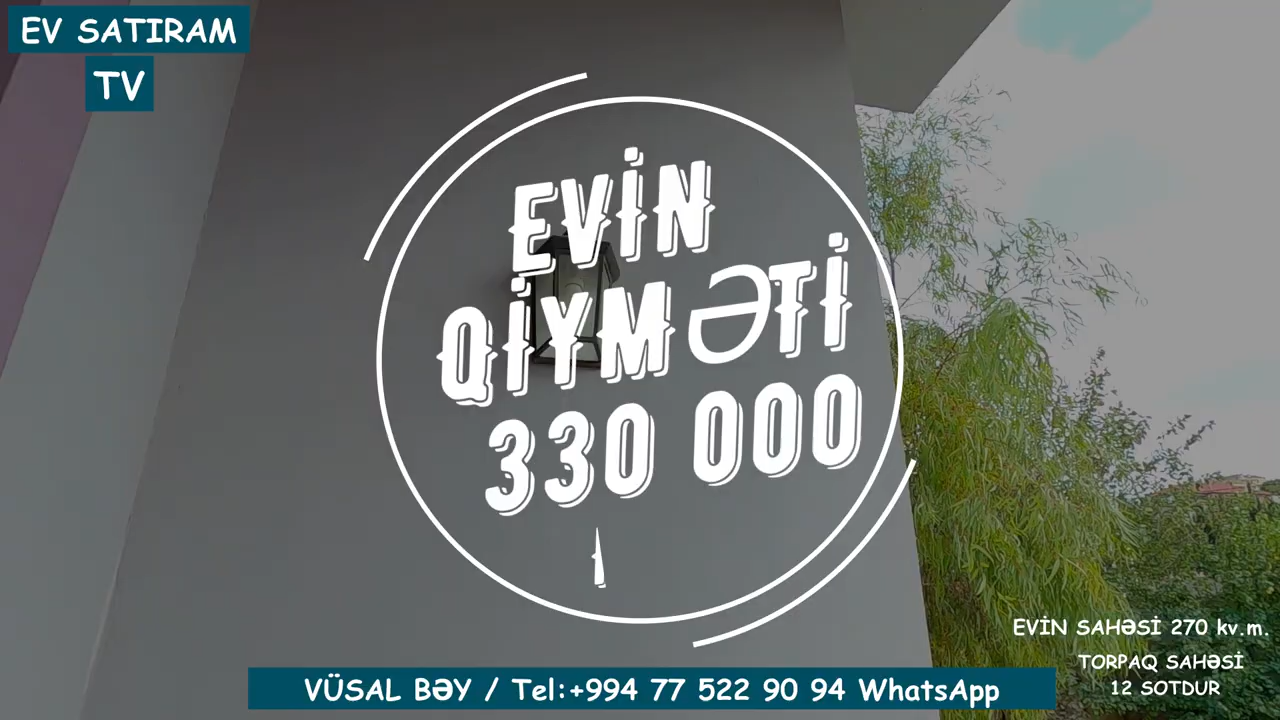 EV SATIRAM
TV
EVİN
QİYMƏTİ
330 000
EVİN SAHƏSİ 270 kv.m.
TORPAQ SAHƏSİ
12 SOTDUR
VÜSAL BƏY / Tel:+994 77 522 90 94 WhatsApp